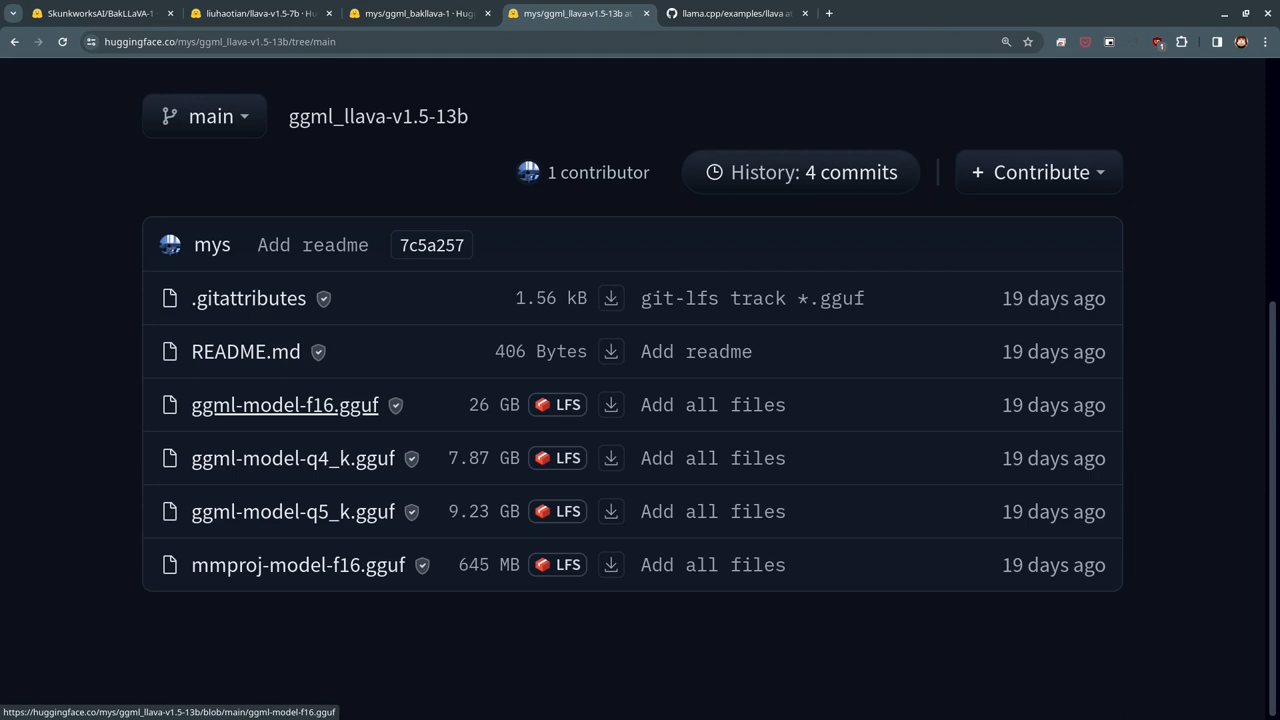 SkunkworksAI/BakLLaVA-1
liuhaotian/llava-v1.5-7b · Hu
mys/ggml_bakllava-1 · Hug
mys/ggml_llava-v1.5-13b at
llama.cpp/examples/llava at
huggingface.co/mys/ggml_llava-v1.5-13b/tree/main
main
ggml_llava-v1.5-13b
1 contributor
History: 4 commits
+ Contribute
mys Add readme 7c5a257
.gitattributes 1.56 kB git-lfs track *.gguf 19 days ago
README.md 406 Bytes Add readme 19 days ago
ggml-model-f16.gguf 26 GB LFS Add all files 19 days ago
ggml-model-q4_k.gguf 7.87 GB LFS Add all files 19 days ago
ggml-model-q5_k.gguf 9.23 GB LFS Add all files 19 days ago
mmproj-model-f16.gguf 645 MB LFS Add all files 19 days ago
https://huggingface.co/mys/ggml_llava-v1.5-13b/blob/main/ggml-model-f16.gguf